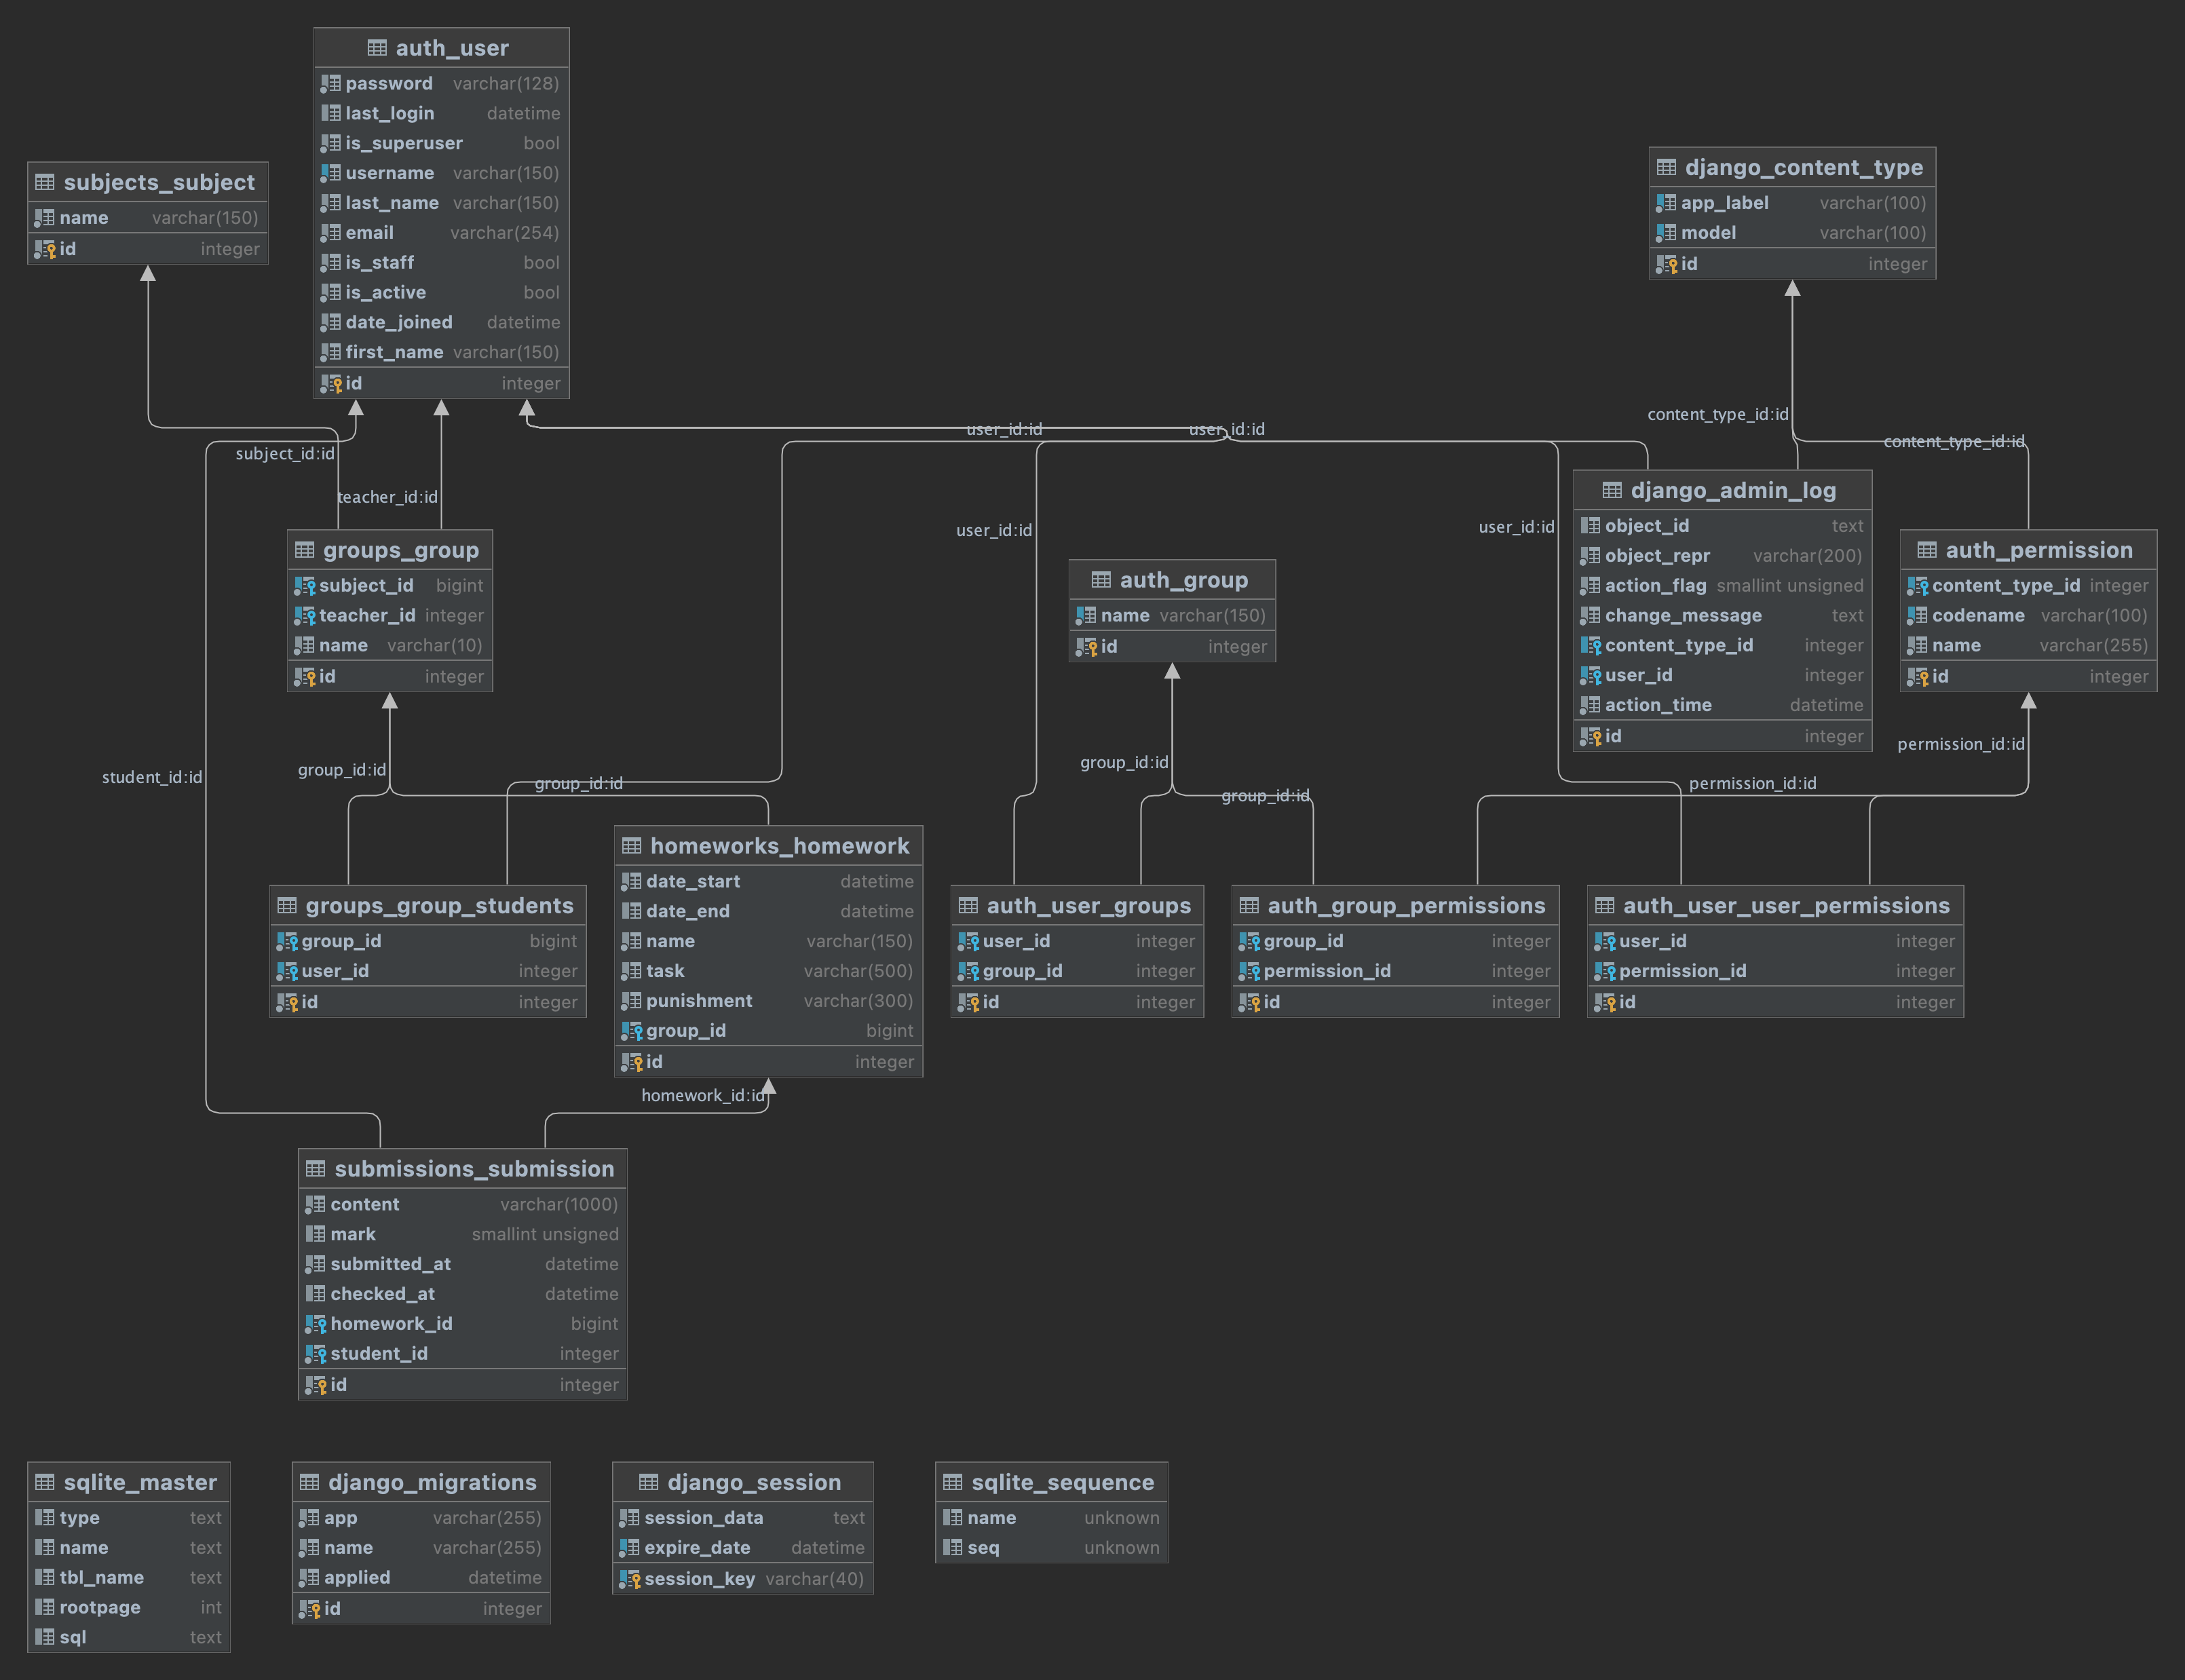 auth_user
password varchar(128)
last_login datetime
is_superuser bool
username varchar(150)
last_name varchar(150)
email varchar(254)
is_staff bool
is_active bool
date_joined datetime
first_name varchar(150)
id integer
subjects_subject
name varchar(150)
id integer
django_content_type
app_label varchar(100)
model varchar(100)
id integer
subject_id:id
teacher_id:id
user_id:id
user_id:id
content_type_id:id
content_type_id:id
user_id:id
user_id:id
groups_group
subject_id bigint
teacher_id integer
name varchar(10)
id integer
auth_group
name varchar(150)
id integer
django_admin_log
object_id text
object_repr varchar(200)
action_flag smallint unsigned
change_message text
content_type_id integer
user_id integer
action_time datetime
id integer
auth_permission
content_type_id integer
codename varchar(100)
name varchar(255)
id integer
student_id:id
group_id:id
group_id:id
group_id:id
group_id:id
permission_id:id
permission_id:id
groups_group_students
group_id bigint
user_id integer
id integer
homeworks_homework
date_start datetime
date_end datetime
name varchar(150)
task varchar(500)
punishment varchar(300)
group_id bigint
id integer
auth_user_groups
user_id integer
group_id integer
id integer
auth_group_permissions
group_id integer
permission_id integer
id integer
auth_user_user_permissions
user_id integer
permission_id integer
id integer
homework_id:id
submissions_submission
content varchar(1000)
mark smallint unsigned
submitted_at datetime
checked_at datetime
homework_id bigint
student_id integer
id integer
sqlite_master
type text
name text
tbl_name text
rootpage int
sql text
django_migrations
app varchar(255)
name varchar(255)
applied datetime
id integer
django_session
session_data text
expire_date datetime
session_key varchar(40)
sqlite_sequence
name unknown
seq unknown